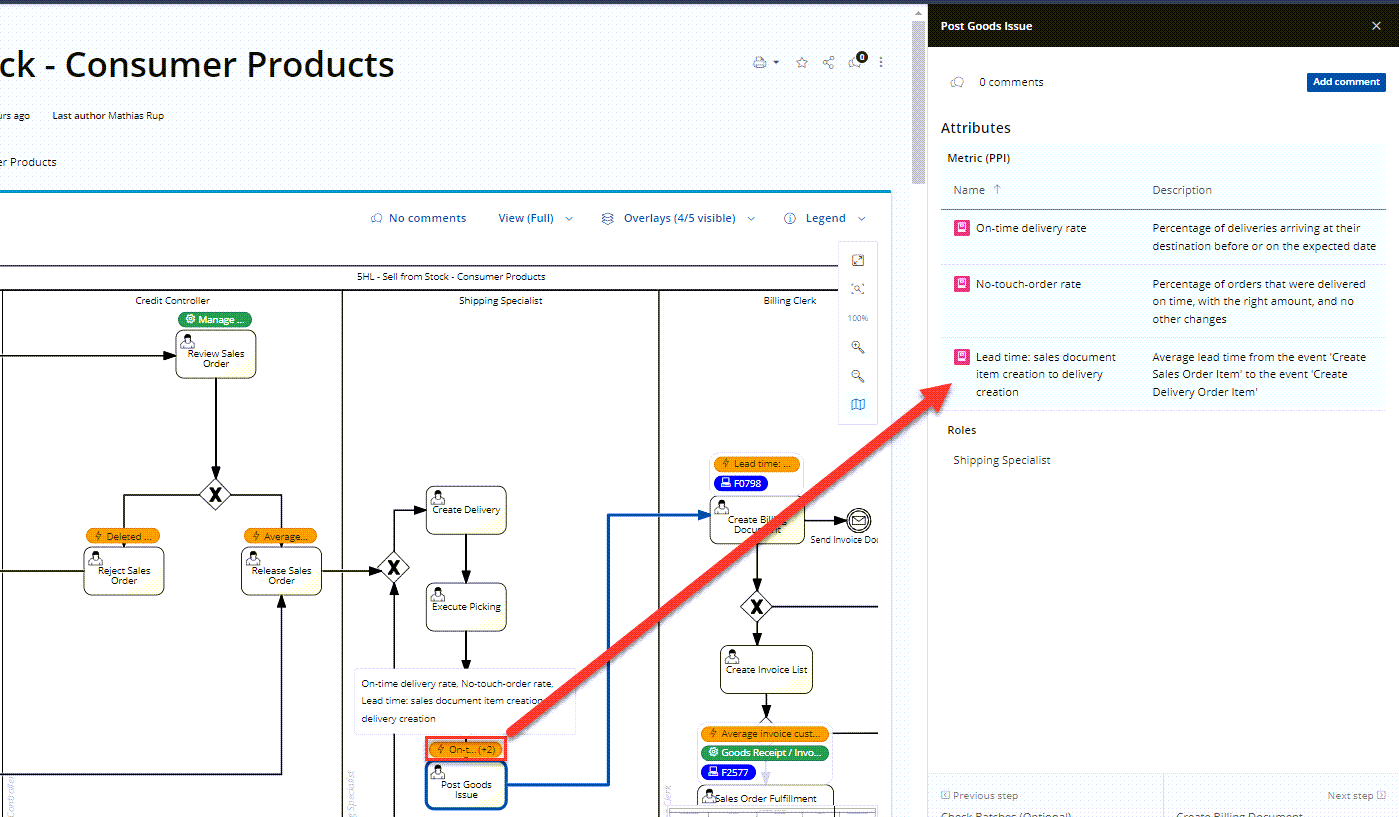 ck - Consumer Products
0
urs ago Last author Mathias Rup
er Products
No comments View (Full) Overlays (4/5 visible) Legend
5HL - Sell from Stock - Consumer Products
Credit Controller
Shipping Specialist
Billing Clerk
100%
Manage ...
Review Sales
Order
Deleted ...
Reject Sales
Order
Average...
Release Sales
Order
X
X
Create Delivery
Execute Picking
On-time delivery rate, No-touch-order rate,
Lead time: sales document item creation
delivery creation
On-t... (+2)
Post Goods
Issue
Lead time: ...
F0798
Create Billing
Document
Send Invoice Do
X
Create Invoice List
Average invoice cust...
Goods Receipt / Invo...
F2577
Sales Order Fulfillment
Controller
g Specialist
Clerk
Post Goods Issue
0 comments
Add comment
Attributes
Metric (PPI)
Name Description
On-time delivery rate
Percentage of deliveries arriving at their
destination before or on the expected date
No-touch-order rate
Percentage of orders that were delivered
on time, with the right amount, and no
other changes
Lead time: sales document
item creation to delivery
creation
Average lead time from the event 'Create
Sales Order Item' to the event 'Create
Delivery Order Item'
Roles
Shipping Specialist
Previous step
Check Batches (Optional)
Next step
Create Billing Document